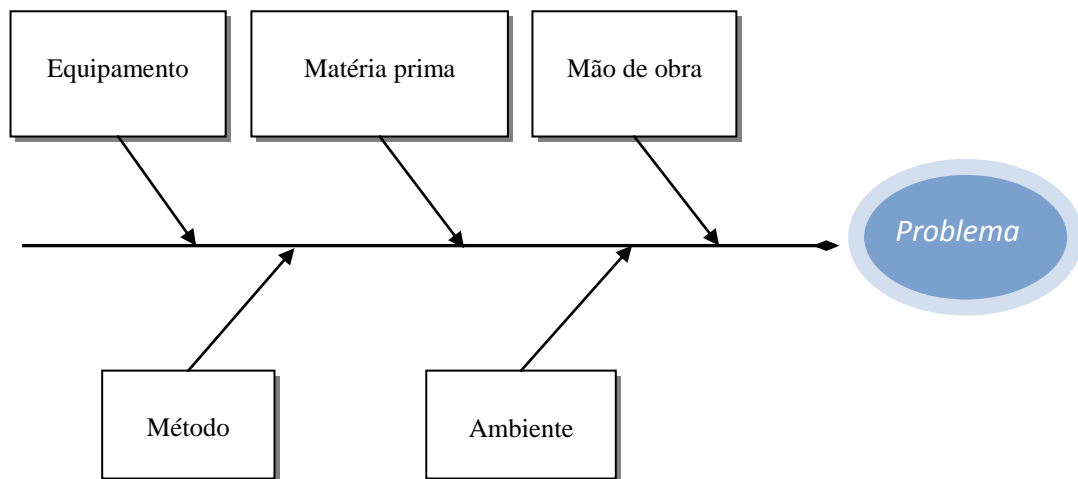 Equipamento
Matéria prima
Mão de obra
Problema
Método
Ambiente